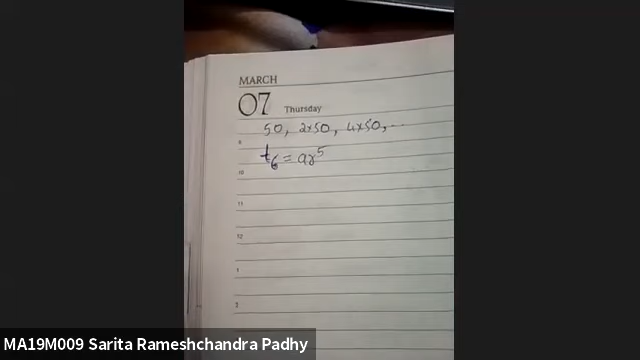 MARCH
07 Thursday
50, 2×50, 4×50, ...
9
t₆ = ar⁵
10
11
12
1
2
MA19M009 Sarita Rameshchandra Padhy